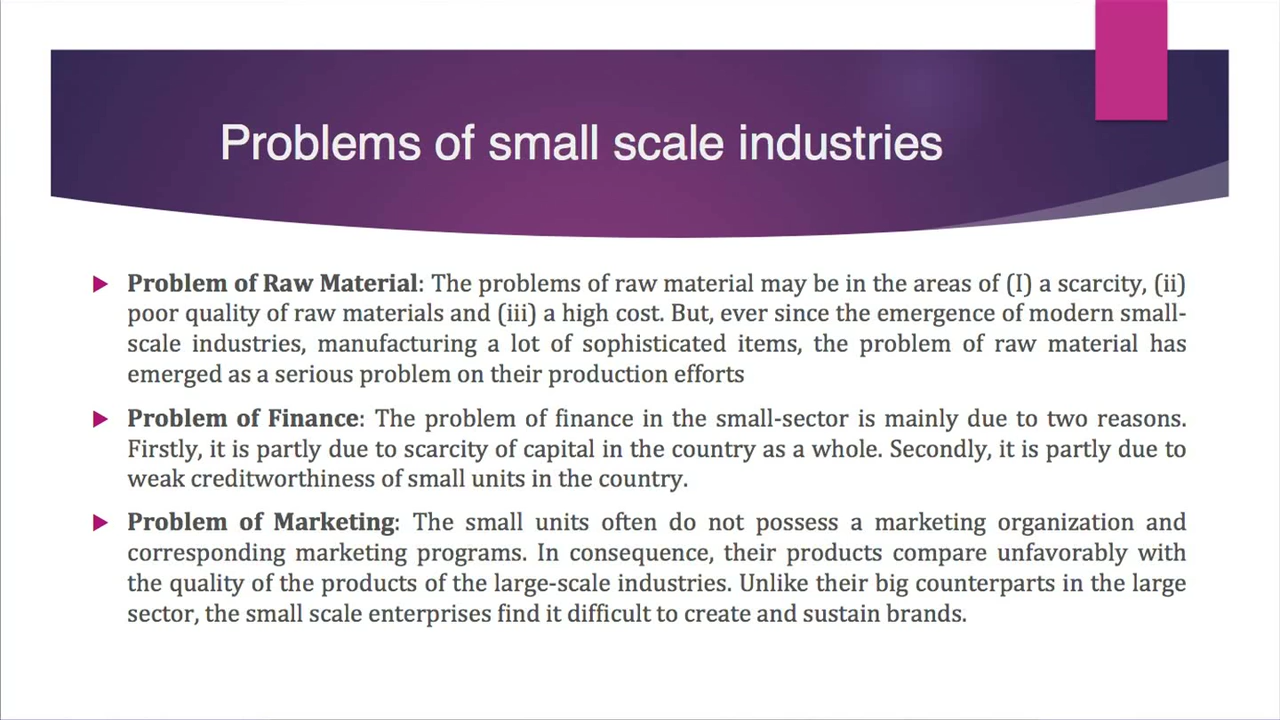 Problems of small scale industries
Problem of Raw Material: The problems of raw material may be in the areas of (I) a scarcity, (ii)
poor quality of raw materials and (iii) a high cost. But, ever since the emergence of modern small-
scale industries, manufacturing a lot of sophisticated items, the problem of raw material has
emerged as a serious problem on their production efforts
Problem of Finance: The problem of finance in the small-sector is mainly due to two reasons.
Firstly, it is partly due to scarcity of capital in the country as a whole. Secondly, it is partly due to
weak creditworthiness of small units in the country.
Problem of Marketing: The small units often do not possess a marketing organization and
corresponding marketing programs. In consequence, their products compare unfavorably with
the quality of the products of the large-scale industries. Unlike their big counterparts in the large
sector, the small scale enterprises find it difficult to create and sustain brands.